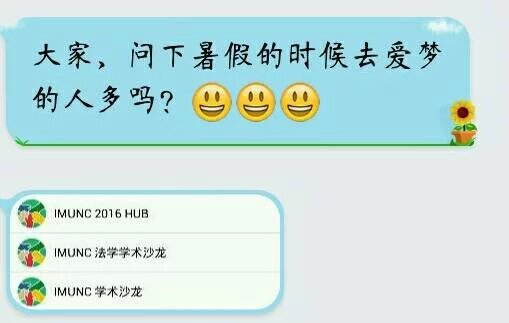 大家，问下暑假的时候去爱梦
的人多吗？😃😃😃
IMUNC 2016 HUB
IMUNC 法学学术沙龙
IMUNC 学术沙龙